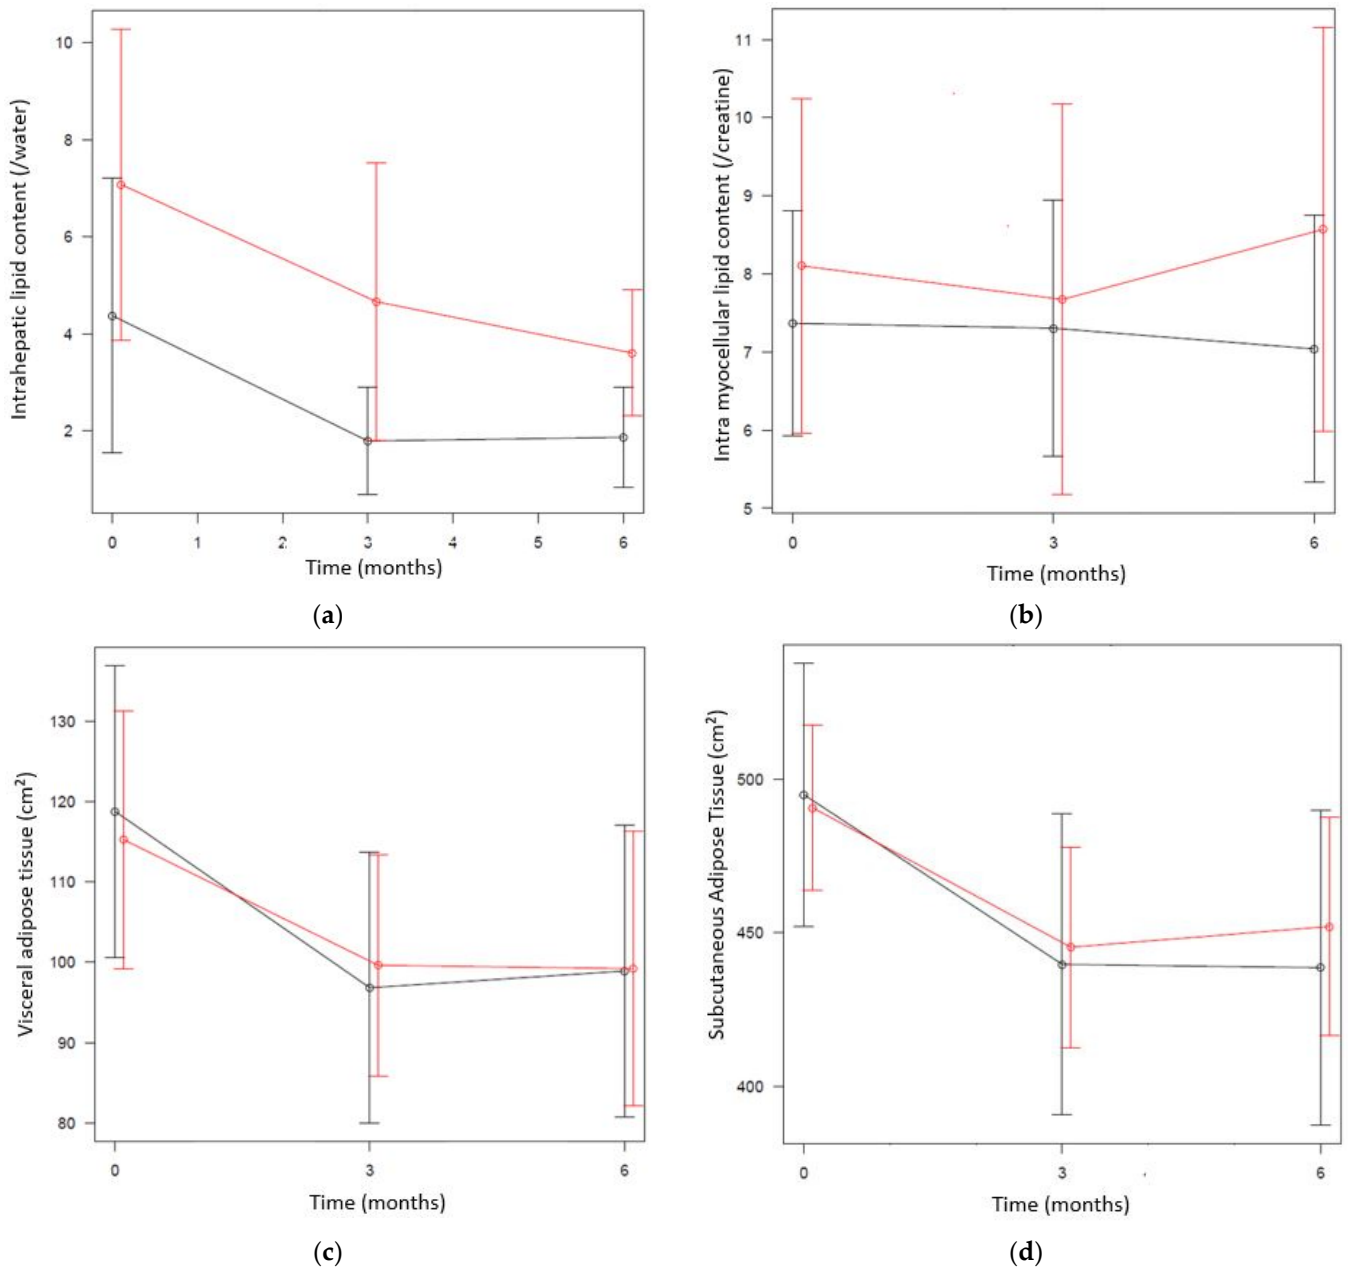 Intrahepatic lipid content (/water)
10
8
6
4
2
0 1 2 3 4 5 6
Time (months)
(a)
Intra myocellular lipid content (/creatine)
11
10
9
8
7
6
5
0 3 6
Time (months)
(b)
Visceral adipose tissue (cm²)
130
120
110
100
90
80
0 3 6
Time (months)
(c)
Subcutaneous Adipose Tissue (cm²)
500
450
400
0 3 6
Time (months)
(d)